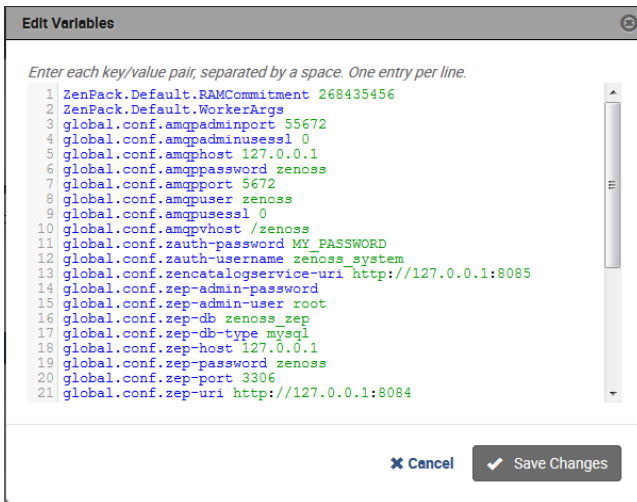 Edit Variables
Enter each key/value pair, separated by a space. One entry per line.
1 ZenPack.Default.RAMCommitment 268435456
2 ZenPack.Default.WorkerArgs
3 global.conf.amqpadminport 55672
4 global.conf.amqpadminusessl 0
5 global.conf.amqphost 127.0.0.1
6 global.conf.amqppassword zenoss
7 global.conf.amqpport 5672
8 global.conf.amqpuser zenoss
9 global.conf.amqpusessl 0
10 global.conf.amqpvhost /zenoss
11 global.conf.zauth-password MY_PASSWORD
12 global.conf.zauth-username zenoss_system
13 global.conf.zencatalogservice-uri http://127.0.0.1:8085
14 global.conf.zep-admin-password
15 global.conf.zep-admin-user root
16 global.conf.zep-db zenoss_zep
17 global.conf.zep-db-type mysql
18 global.conf.zep-host 127.0.0.1
19 global.conf.zep-password zenoss
20 global.conf.zep-port 3306
21 global.conf.zep-uri http://127.0.0.1:8084
Cancel Save Changes